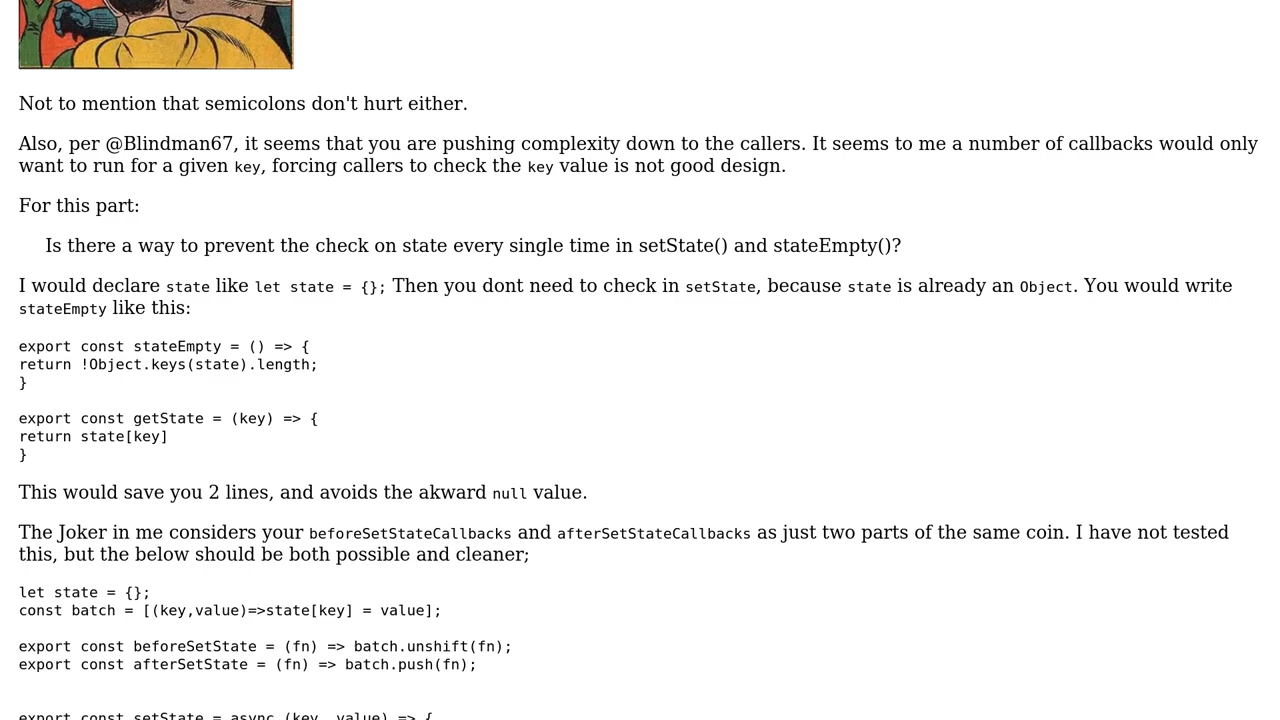 Not to mention that semicolons don't hurt either.
Also, per @Blindman67, it seems that you are pushing complexity down to the callers. It seems to me a number of callbacks would only
want to run for a given key, forcing callers to check the key value is not good design.
For this part:
Is there a way to prevent the check on state every single time in setState() and stateEmpty()?
I would declare state like let state = {}; Then you dont need to check in setState, because state is already an Object. You would write
stateEmpty like this:
export const stateEmpty = () => {
return !Object.keys(state).length;
}
export const getState = (key) => {
return state[key]
}
This would save you 2 lines, and avoids the akward null value.
The Joker in me considers your beforeSetStateCallbacks and afterSetStateCallbacks as just two parts of the same coin. I have not tested
this, but the below should be both possible and cleaner;
let state = {};
const batch = [(key,value)=>state[key] = value];
export const beforeSetState = (fn) => batch.unshift(fn);
export const afterSetState = (fn) => batch.push(fn);
export const setState = async (key, value) => {